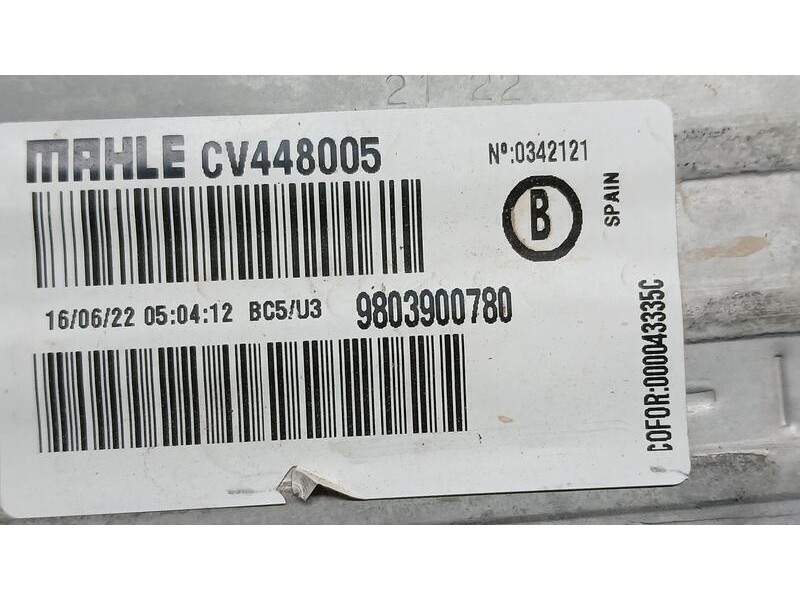 21 22
MAHLE CV448005
Nº:0342121
B
SPAIN
16/06/22 05:04:12 BC5/U3 9803900780
COFOR:000043335C